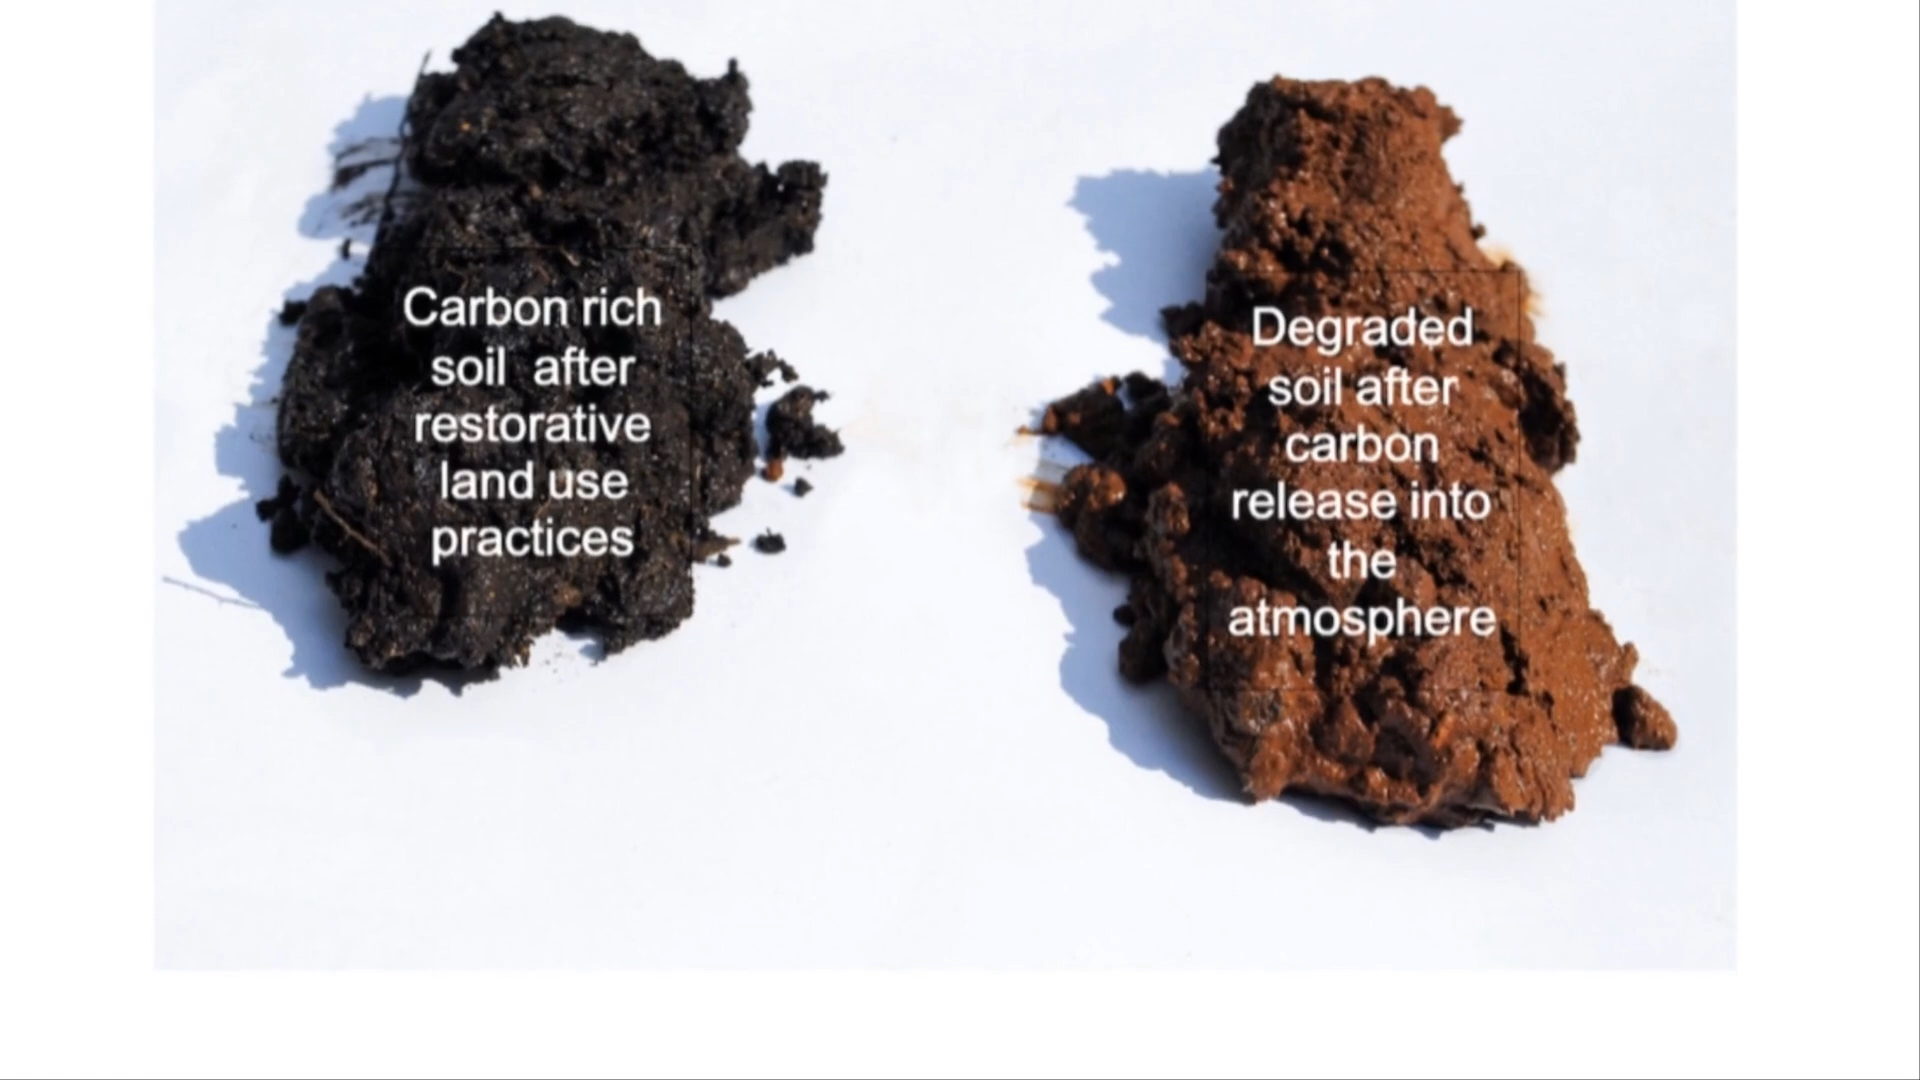 Carbon rich
soil  after
restorative
land use
practices
Degraded
soil after
carbon
release into
the
atmosphere